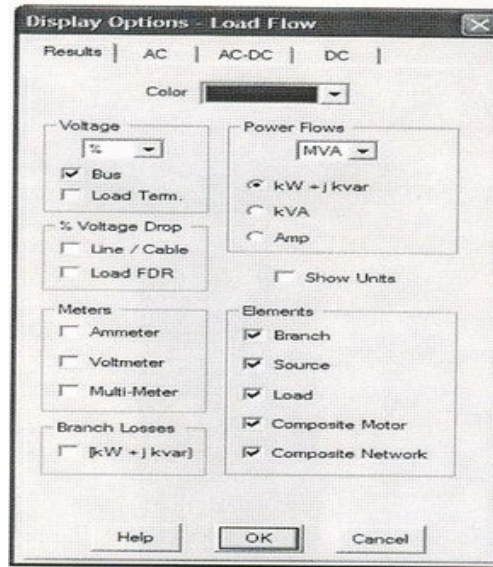 Display Options - Load Flow
Results AC AC-DC DC
Color
Voltage
%
Bus
Load Term.
% Voltage Drop
Line / Cable
Load FDR
Meters
Ammeter
Voltmeter
Multi-Meter
Branch Losses
[kW + j kvar]
Power Flows
MVA
kW + j kvar
kVA
Amp
Show Units
Elements
Branch
Source
Load
Composite Motor
Composite Network
Help OK Cancel